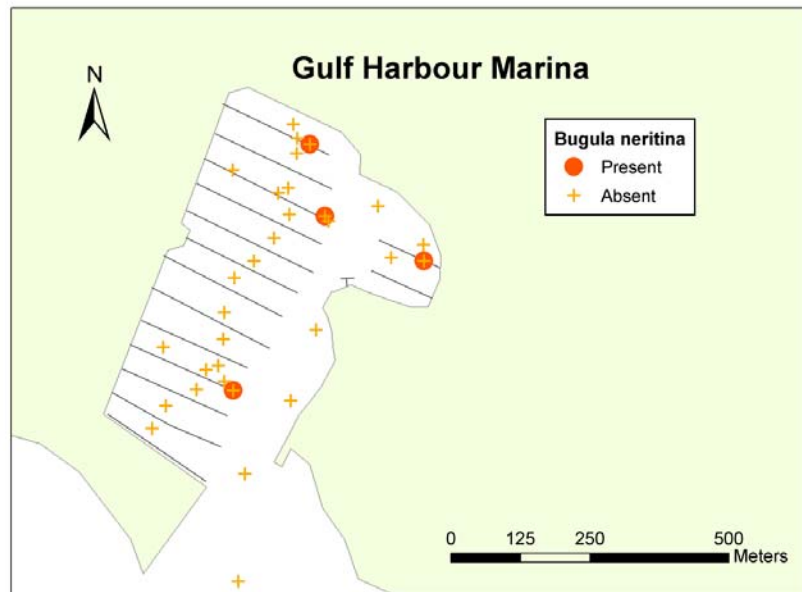 Gulf Harbour Marina
N
Bugula neritina
Present
Absent
0 125 250 500
Meters